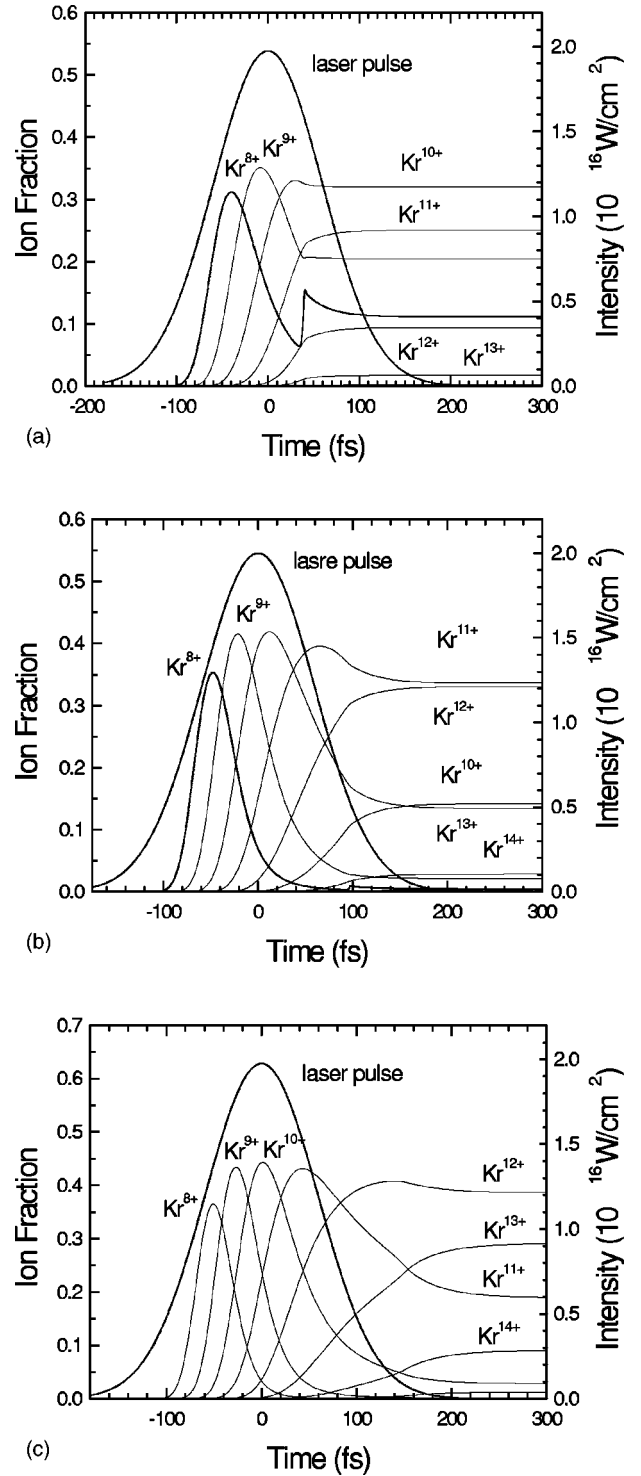 0.6
0.5
0.4
0.3
0.2
0.1
0.0
Ion Fraction
laser pulse
Kr8+
Kr9+
Kr10+
Kr11+
Kr12+
Kr13+
2.0
1.5
1.0
0.5
0.0
Intensity (10 16W/cm 2)
-200 -100 0 100 200 300
Time (fs)
(a)
0.6
0.5
0.4
0.3
0.2
0.1
0.0
Ion Fraction
lasre pulse
Kr8+
Kr9+
Kr11+
Kr12+
Kr10+
Kr13+
Kr14+
2.0
1.5
1.0
0.5
0.0
Intensity (10 16W/cm 2)
-100 0 100 200 300
Time (fs)
(b)
0.7
0.6
0.5
0.4
0.3
0.2
0.1
0.0
Ion Fraction
laser pulse
Kr8+
Kr9+
Kr10+
Kr12+
Kr13+
Kr11+
Kr14+
2.0
1.5
1.0
0.5
0.0
Intensity (10 16W/cm 2)
-100 0 100 200 300
Time (fs)
(c)